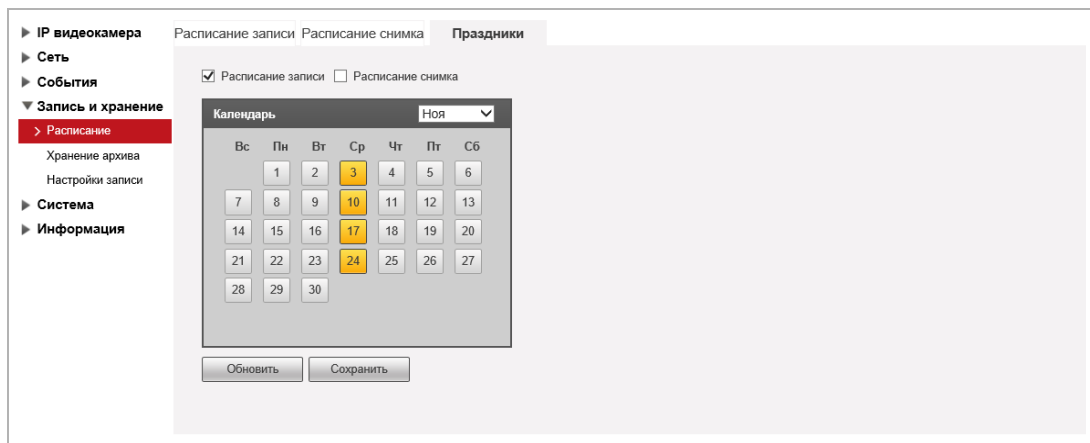 IP видеокамера
Сеть
События
Запись и хранение
Расписание
Хранение архива
Настройки записи
Система
Информация
Расписание записи Расписание снимка Праздники
Расписание записи Расписание снимка
Календарь Ноя
Вс Пн Вт Ср Чт Пт Сб
1 2 3 4 5 6
7 8 9 10 11 12 13
14 15 16 17 18 19 20
21 22 23 24 25 26 27
28 29 30
Обновить Сохранить